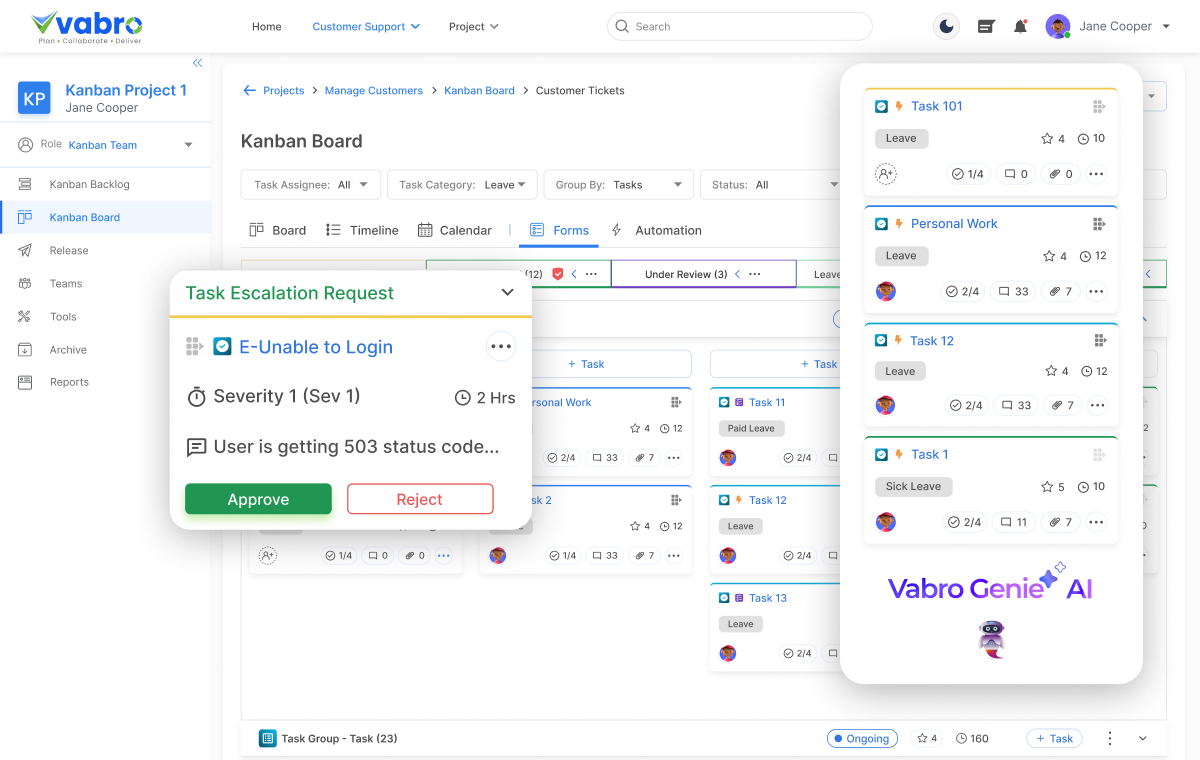 vabro
Plan • Collaborate • Deliver
Home
Customer Support
Project
Search
Jane Cooper
KP
Kanban Project 1
Jane Cooper
Role Kanban Team
Kanban Backlog
Kanban Board
Release
Teams
Tools
Archive
Reports
Projects > Manage Customers > Kanban Board > Customer Tickets
Kanban Board
Task Assignee: All
Task Category: Leave
Group By: Tasks
Status: All
Board
Timeline
Calendar
Forms
Automation
(12)
Under Review (3)
Leave
Task Escalation Request
E-Unable to Login
Severity 1 (Sev 1)
2 Hrs
User is getting 503 status code...
Approve
Reject
1/4 0 0
+ Task
rsonal Work
4 12
2/4 33 7
sk 2
4 12
1/4 33 7
+ Task
Task 11
Paid Leave
2/4
Task 12
Leave
2/4
Task 13
Leave
2/4
Task 101
Leave
4 10
1/4 0 0
Personal Work
Leave
4 12
2/4 33 7
Task 12
Leave
4 12
2/4 33 7
Task 1
Sick Leave
5 10
2/4 11 7
Vabro Genie AI
2
0
Task Group - Task (23)
Ongoing
4
160
+ Task